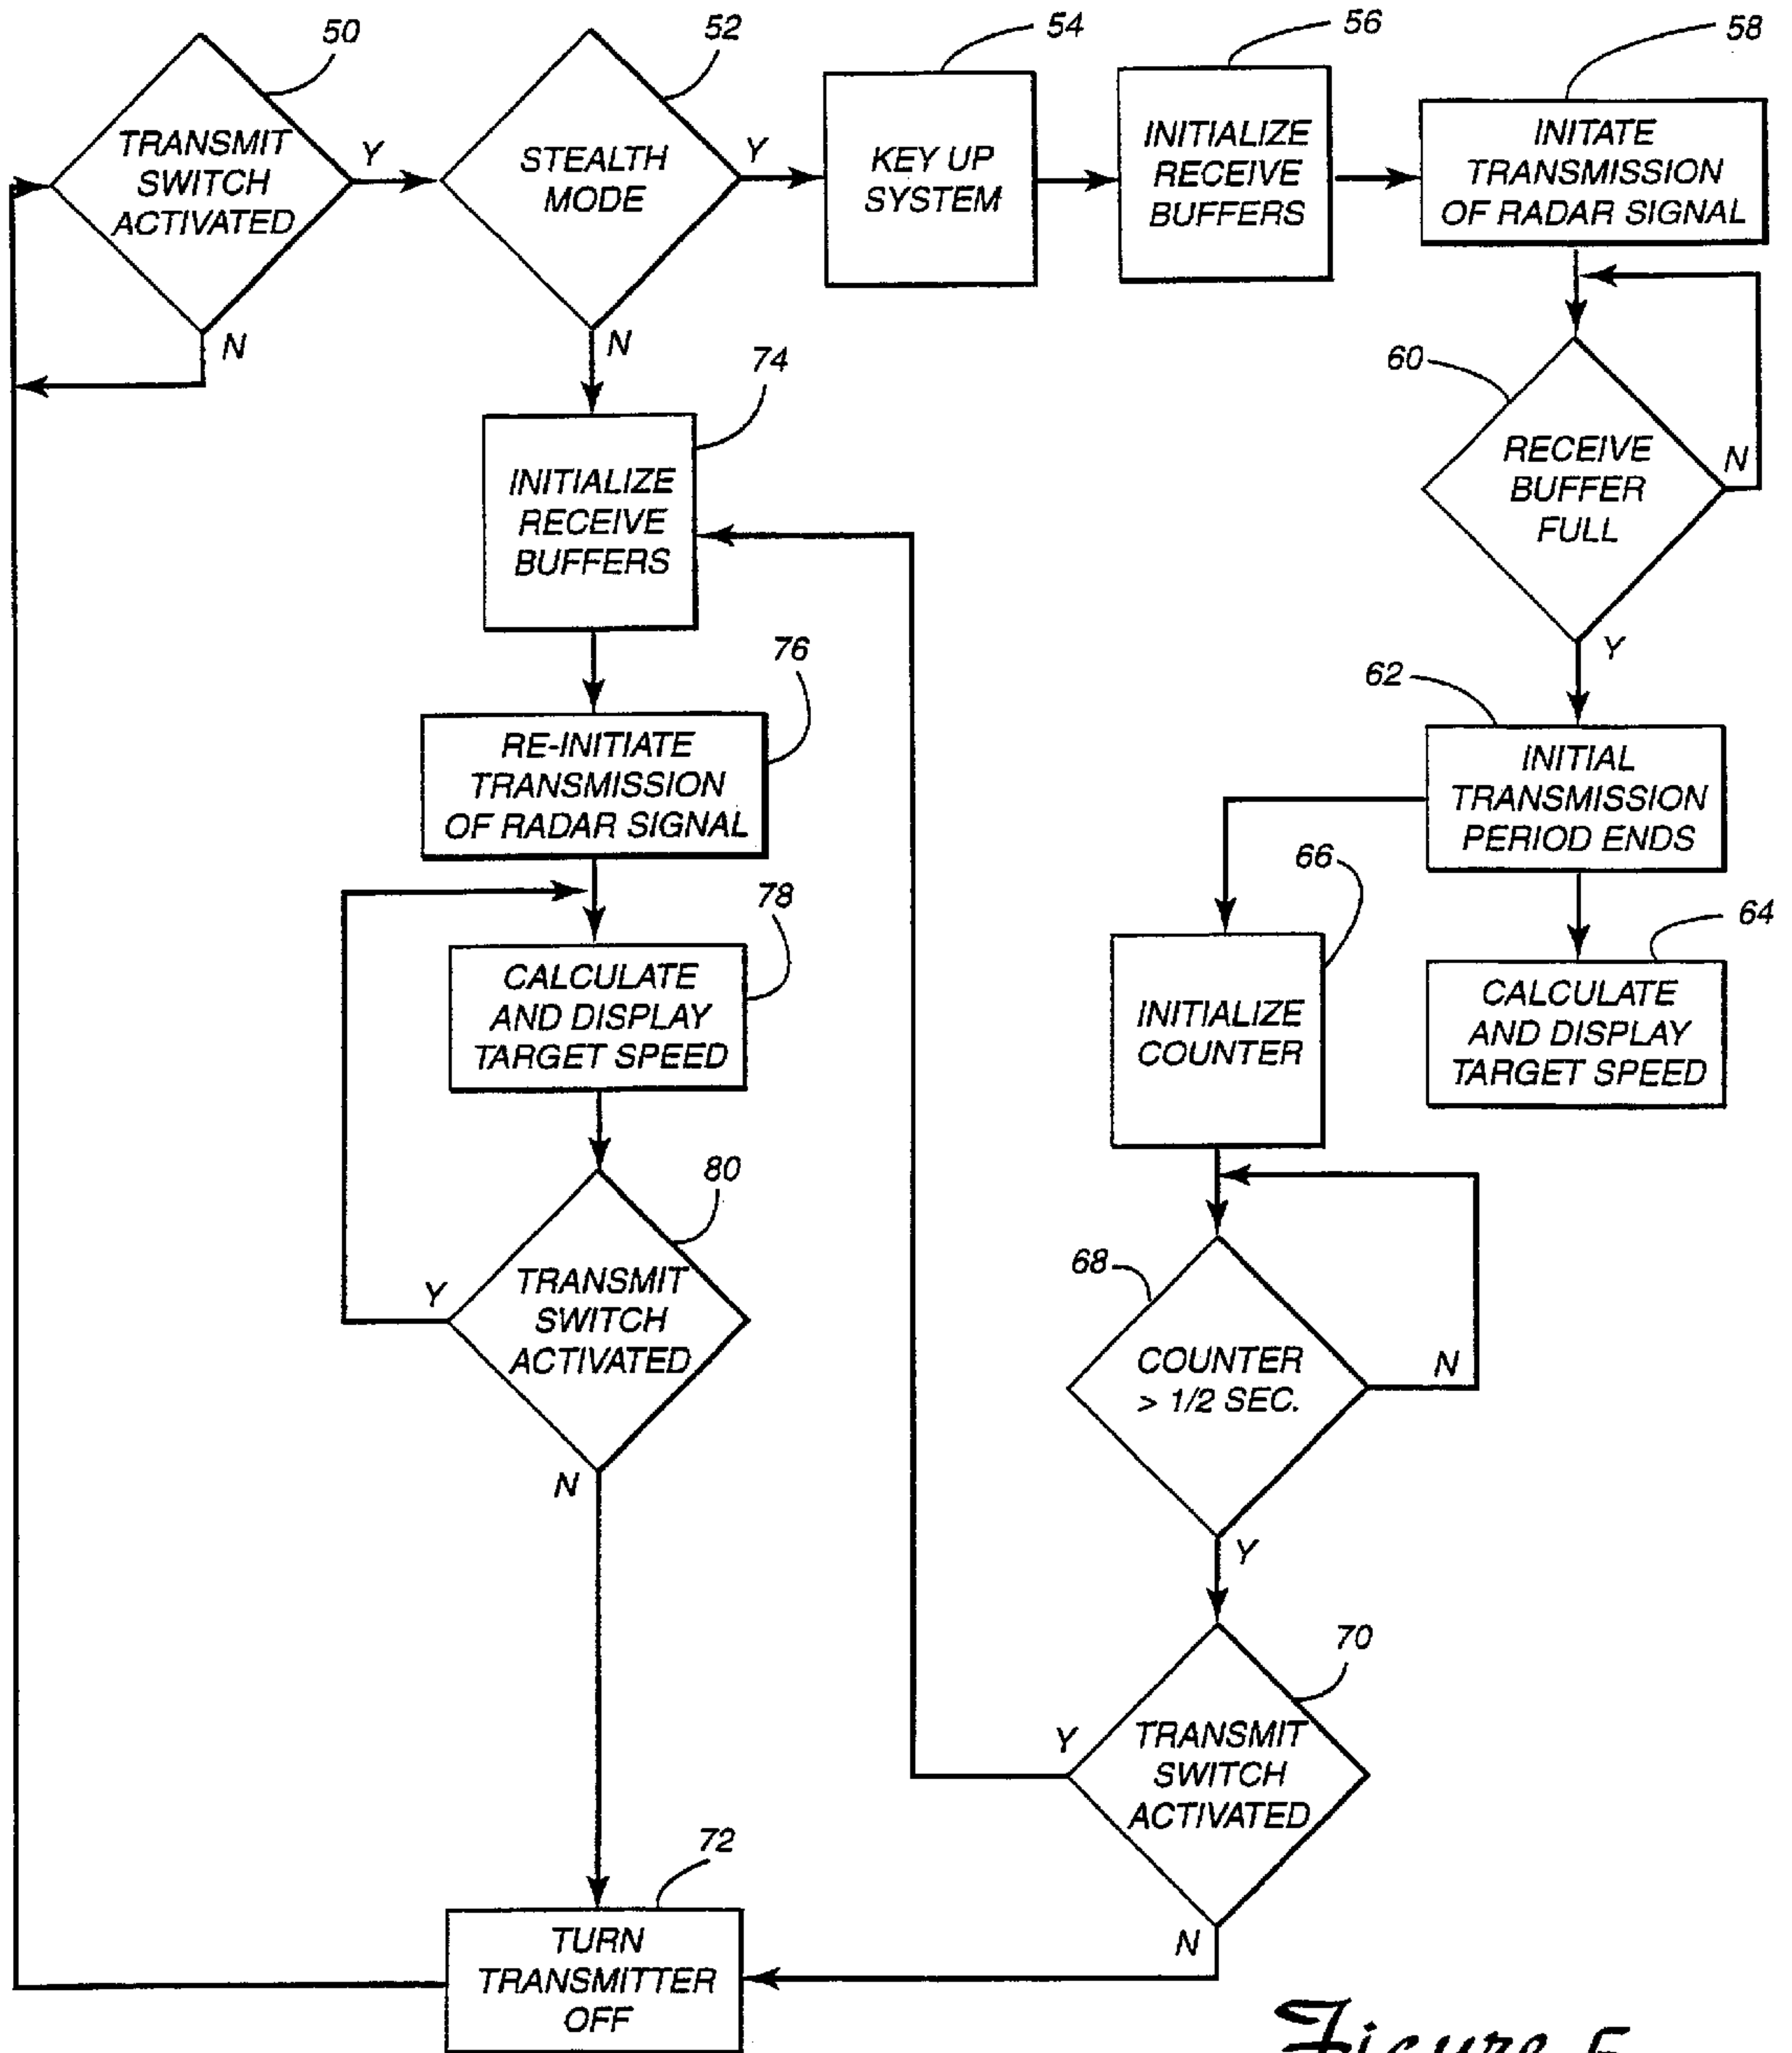 50
52
54
56
58
TRANSMIT
SWITCH
ACTIVATED
Y
N
STEALTH
MODE
Y
N
KEY UP
SYSTEM
INITIALIZE
RECEIVE
BUFFERS
INITATE
TRANSMISSION
OF RADAR SIGNAL
60
RECEIVE
BUFFER
FULL
N
Y
62
INITIAL
TRANSMISSION
PERIOD ENDS
64
CALCULATE
AND DISPLAY
TARGET SPEED
66
INITIALIZE
COUNTER
68
COUNTER
> 1/2 SEC.
N
Y
70
TRANSMIT
SWITCH
ACTIVATED
Y
N
74
INITIALIZE
RECEIVE
BUFFERS
76
RE-INITIATE
TRANSMISSION
OF RADAR SIGNAL
78
CALCULATE
AND DISPLAY
TARGET SPEED
80
TRANSMIT
SWITCH
ACTIVATED
Y
N
72
TURN
TRANSMITTER
OFF
Figure 5